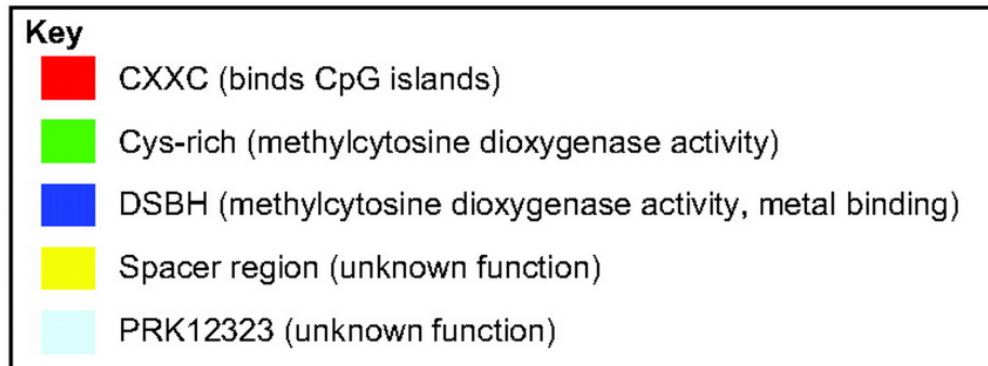 Key
CXXC (binds CpG islands)
Cys-rich (methylcytosine dioxygenase activity)
DSBH (methylcytosine dioxygenase activity, metal binding)
Spacer region (unknown function)
PRK12323 (unknown function)